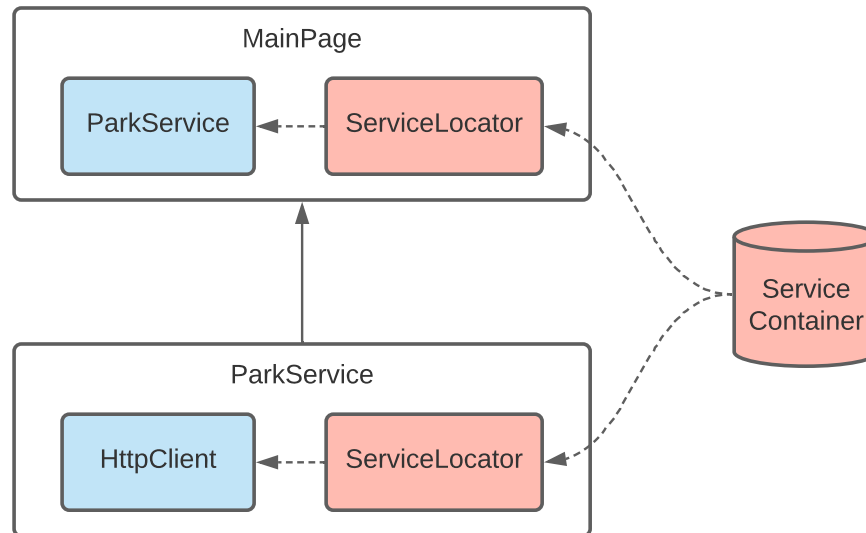 MainPage
ParkService
ServiceLocator
Service
Container
ParkService
HttpClient
ServiceLocator